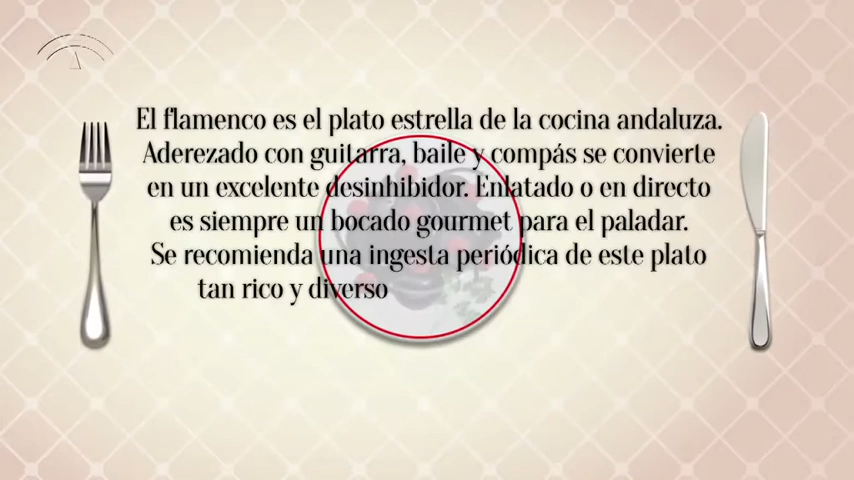 El flamenco es el plato estrella de la cocina andaluza.
Aderezado con guitarra, baile y compás se convierte
en un excelente desinhibidor. Enlatado o en directo
es siempre un bocado gourmet para el paladar.
Se recomienda una ingesta periódica de este plato
tan rico y diverso